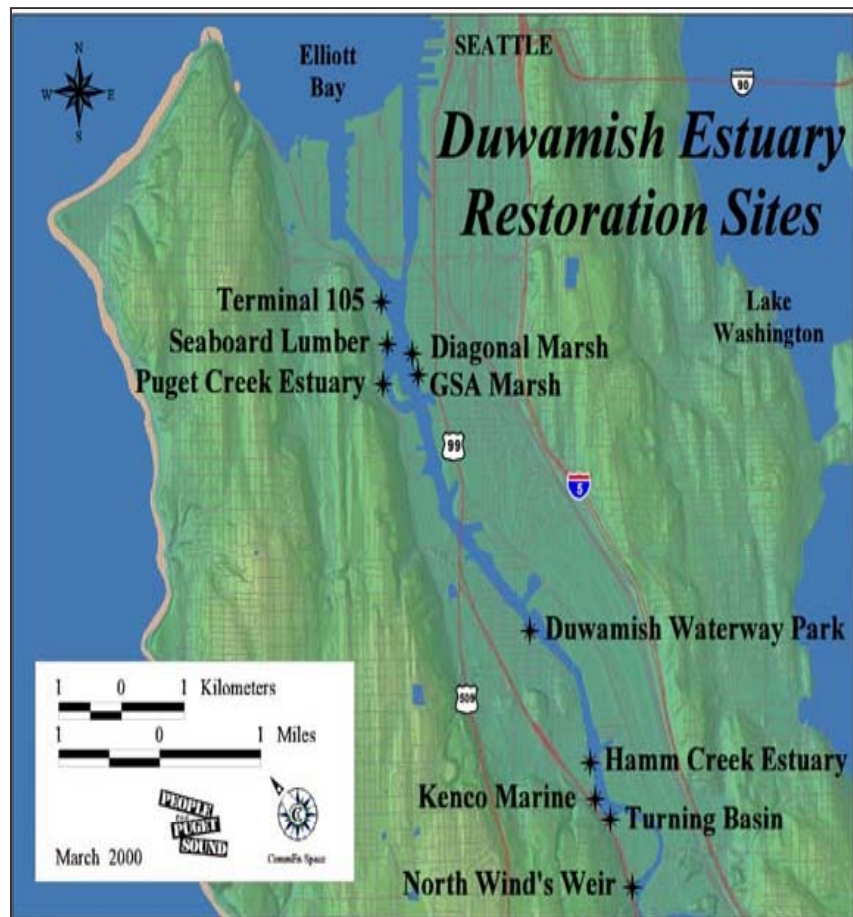 N
W E
S
Elliott
Bay
SEATTLE
90
Duwamish Estuary
Restoration Sites
Lake
Washington
Terminal 105
Seaboard Lumber
Diagonal Marsh
Puget Creek Estuary
GSA Marsh
99
5
Duwamish Waterway Park
509
Hamm Creek Estuary
Kenco Marine
Turning Basin
North Wind's Weir
1 0 1 Kilometers
1 0 1 Miles
PEOPLE
PUGET
SOUND
C
March 2000
CommEn Space